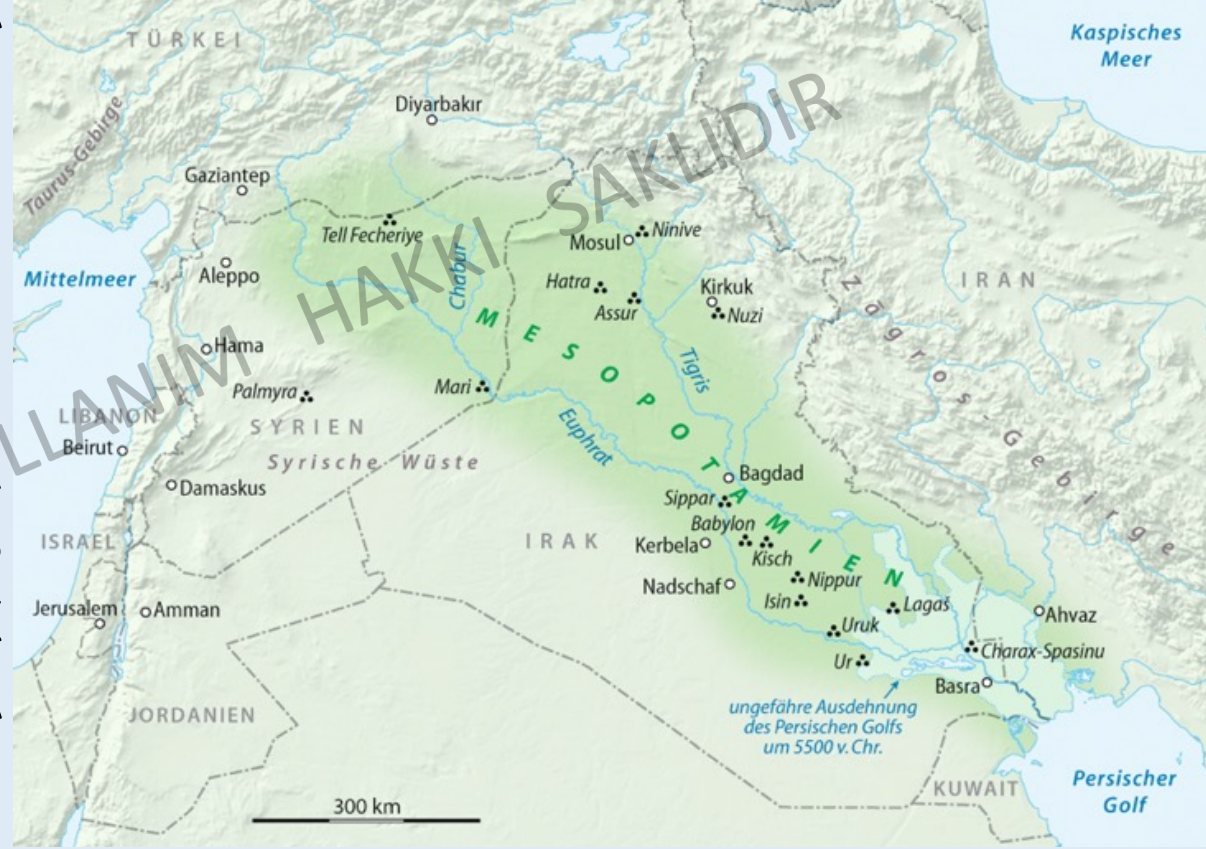 TÜRKEI
Kaspisches
Meer
Taurus-Gebirge
Diyarbakır
Gaziantep
Tell Fecheriye
Chabur
Mosul
Ninive
Mittelmeer
Aleppo
Hatra
Assur
Kirkuk
Nuzi
IRAN
Zagros-Gebirge
MESOPOTAMIEN
Hama
Palmyra
Mari
Tigris
Euphrat
LIBANON
Beirut
SYRIEN
Syrische Wüste
Damaskus
Bagdad
Sippar
Babylon
Kisch
ISRAEL
IRAK
Kerbela
Nadschaf
Nippur
Isin
Lagaš
Jerusalem
Amman
Ahvaz
Uruk
Ur
Charax-Spasinu
Basra
JORDANIEN
ungefähre Ausdehnung
des Persischen Golfs
um 5500 v. Chr.
KUWAIT
Persischer
Golf
300 km
LLANIM HAKKI SAKLIDIR